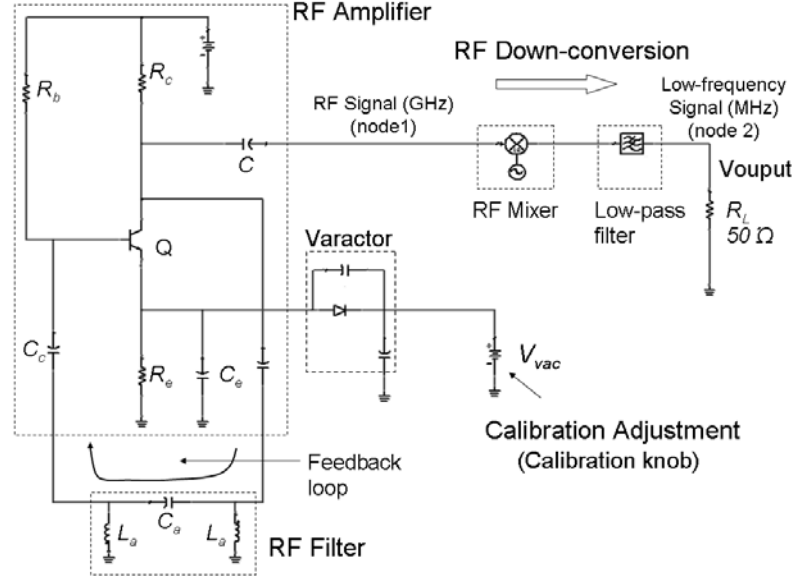 RF Amplifier
RF Down-conversion
R_b
R_c
RF Signal (GHz)
(node1)
Low-frequency
Signal (MHz)
(node 2)
C
Vouput
RF Mixer
Low-pass
filter
R_L
50 Ω
Q
Varactor
C_c
R_e
C_e
V_vac
Calibration Adjustment
(Calibration knob)
Feedback
loop
L_a
C_a
L_a
RF Filter